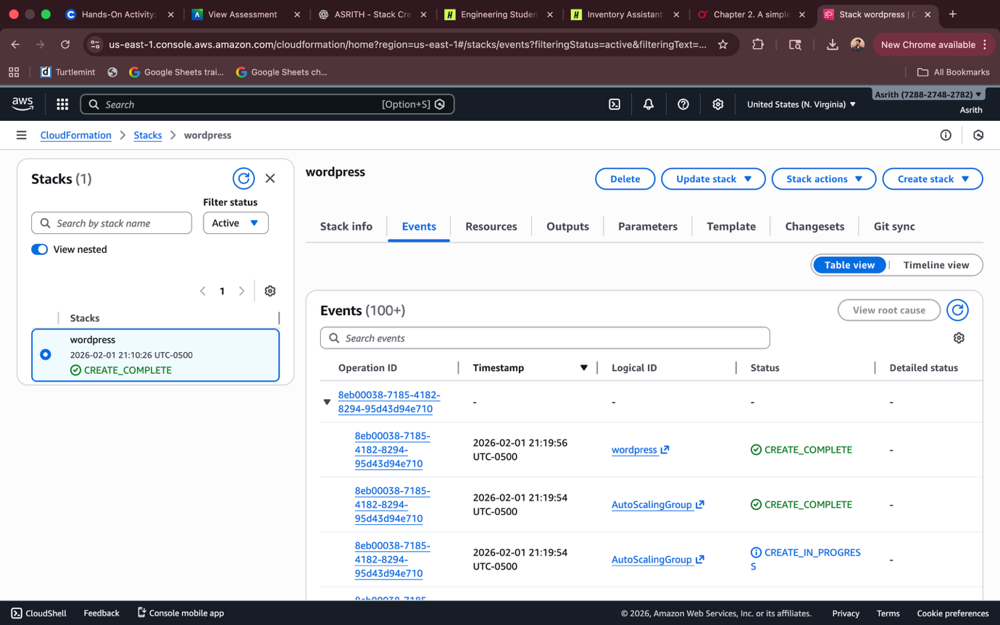 Hands-On Activity:
View Assessment
ASRITH - Stack Cre
Engineering Studen
Inventory Assistant
Chapter 2. A simple
Stack wordpress | C
us-east-1.console.aws.amazon.com/cloudformation/home?region=us-east-1#/stacks/events?filteringStatus=active&filteringText=...
New Chrome available
Turtlemint
Google Sheets trai...
Google Sheets ch...
All Bookmarks
aws
Search
[Option+S]
United States (N. Virginia)
Asrith (7288-2748-2782)
Asrith
CloudFormation
Stacks
wordpress
Stacks (1)
Filter status
Search by stack name
Active
View nested
1
Stacks
wordpress
2026-02-01 21:10:26 UTC-0500
CREATE_COMPLETE
wordpress
Delete
Update stack
Stack actions
Create stack
Stack info
Events
Resources
Outputs
Parameters
Template
Changesets
Git sync
Table view
Timeline view
Events (100+)
View root cause
Search events
Operation ID
Timestamp
Logical ID
Status
Detailed status
8eb00038-7185-4182-
8294-95d43d94e710
-
-
-
-
8eb00038-7185-
4182-8294-
95d43d94e710
2026-02-01 21:19:56
UTC-0500
wordpress
CREATE_COMPLETE
-
8eb00038-7185-
4182-8294-
95d43d94e710
2026-02-01 21:19:54
UTC-0500
AutoScalingGroup
CREATE_COMPLETE
-
8eb00038-7185-
4182-8294-
95d43d94e710
2026-02-01 21:19:54
UTC-0500
AutoScalingGroup
CREATE_IN_PROGRES
S
-
8eb00038-7185-
CloudShell
Feedback
Console mobile app
© 2026, Amazon Web Services, Inc. or its affiliates.
Privacy
Terms
Cookie preferences